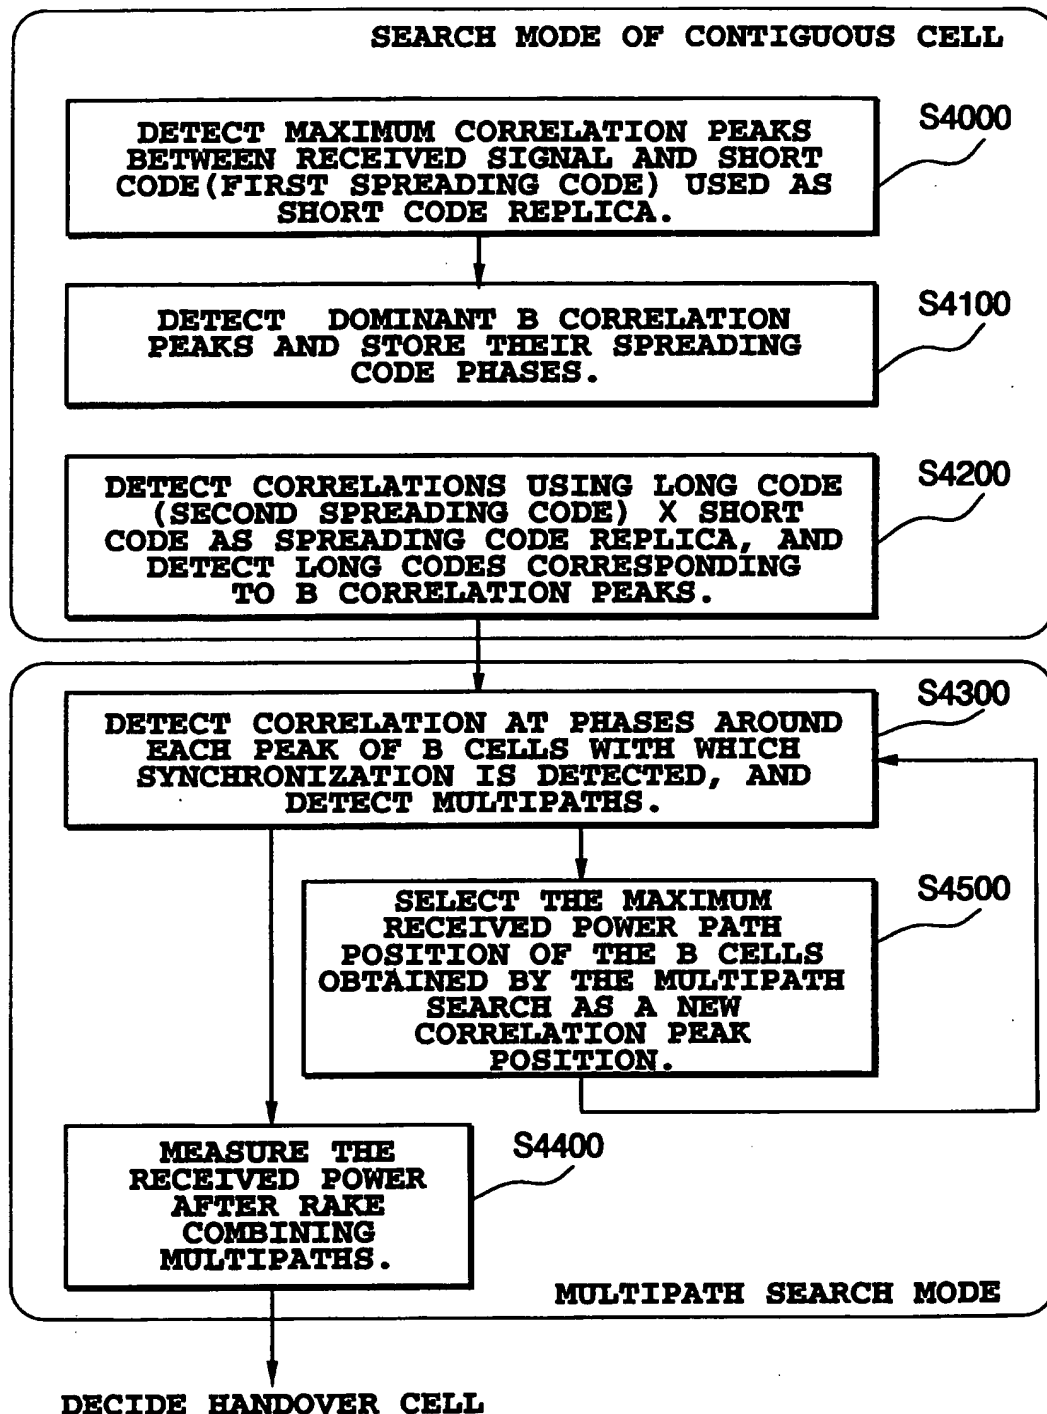 SEARCH MODE OF CONTIGUOUS CELL
S4000
DETECT MAXIMUM CORRELATION PEAKS
BETWEEN RECEIVED SIGNAL AND SHORT
CODE(FIRST SPREADING CODE) USED AS
SHORT CODE REPLICA.
S4100
DETECT DOMINANT B CORRELATION
PEAKS AND STORE THEIR SPREADING
CODE PHASES.
S4200
DETECT CORRELATIONS USING LONG CODE
(SECOND SPREADING CODE) X SHORT
CODE AS SPREADING CODE REPLICA, AND
DETECT LONG CODES CORRESPONDING
TO B CORRELATION PEAKS.
S4300
DETECT CORRELATION AT PHASES AROUND
EACH PEAK OF B CELLS WITH WHICH
SYNCHRONIZATION IS DETECTED, AND
DETECT MULTIPATHS.
S4500
SELECT THE MAXIMUM
RECEIVED POWER PATH
POSITION OF THE B CELLS
OBTAINED BY THE MULTIPATH
SEARCH AS A NEW
CORRELATION PEAK
POSITION.
S4400
MEASURE THE
RECEIVED POWER
AFTER RAKE
COMBINING
MULTIPATHS.
MULTIPATH SEARCH MODE
DECIDE HANDOVER CELL